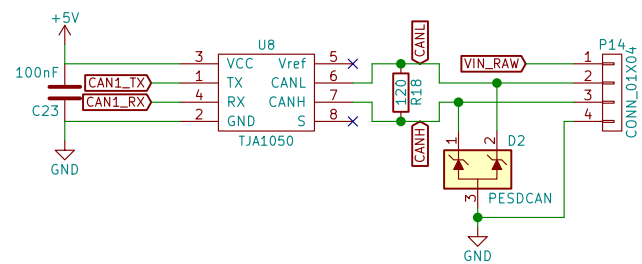 +5V
100nF
C23
GND
CAN1_TX
CAN1_RX
U8
3 VCC Vref 5
1 TX CANL 6
4 RX CANH 7
2 GND S 8
TJA1050
CANL
120
R18
CANH
VIN_RAW
P14
1
2
3
4
CONN_01X04
D2
1 2
3
PESDCAN
GND